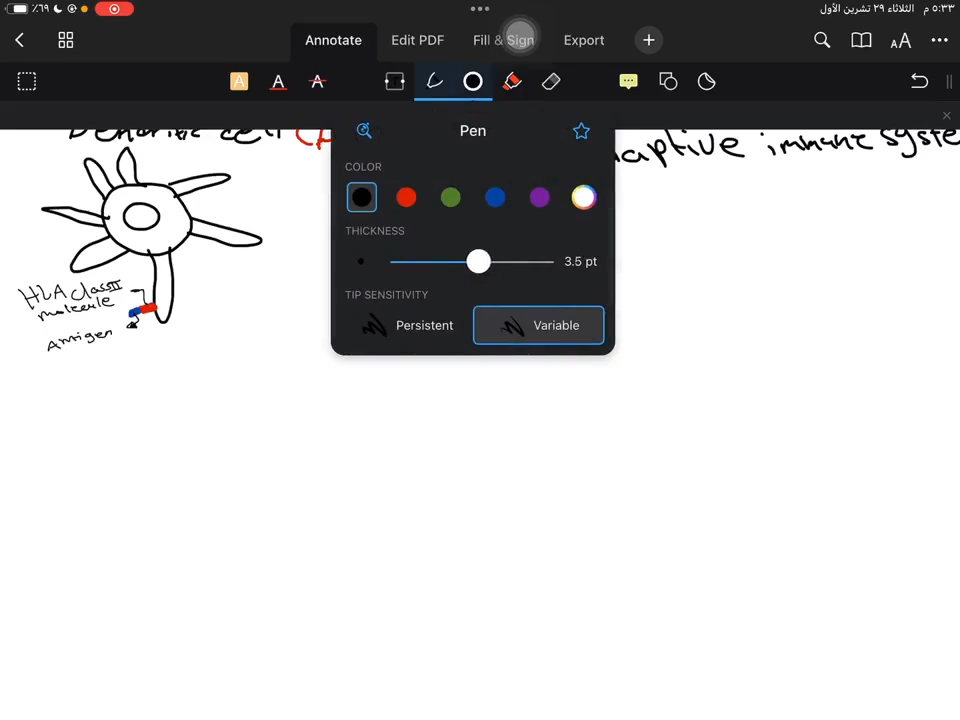 ٪٦٩
٥:٣٣ م الثلاثاء ٢٩ تشرين الأول
Annotate Edit PDF Fill & Sign Export
A A A
AA
Pen
COLOR
THICKNESS
3.5 pt
TIP SENSITIVITY
Persistent Variable
Dendritic cell
adaptive immune system
HLA class II
molecule
Antigen